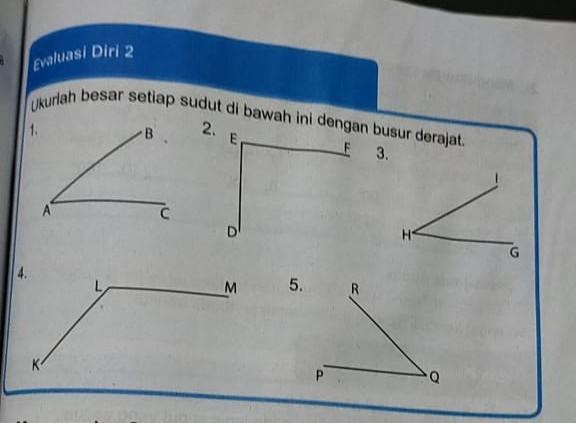 Evaluasi Diri 2
Ukurlah besar setiap sudut di bawah ini dengan busur derajat.
1.
B
A
C
2.
E
F
D
3.
I
H
G
4.
L
M
K
5.
R
P
Q